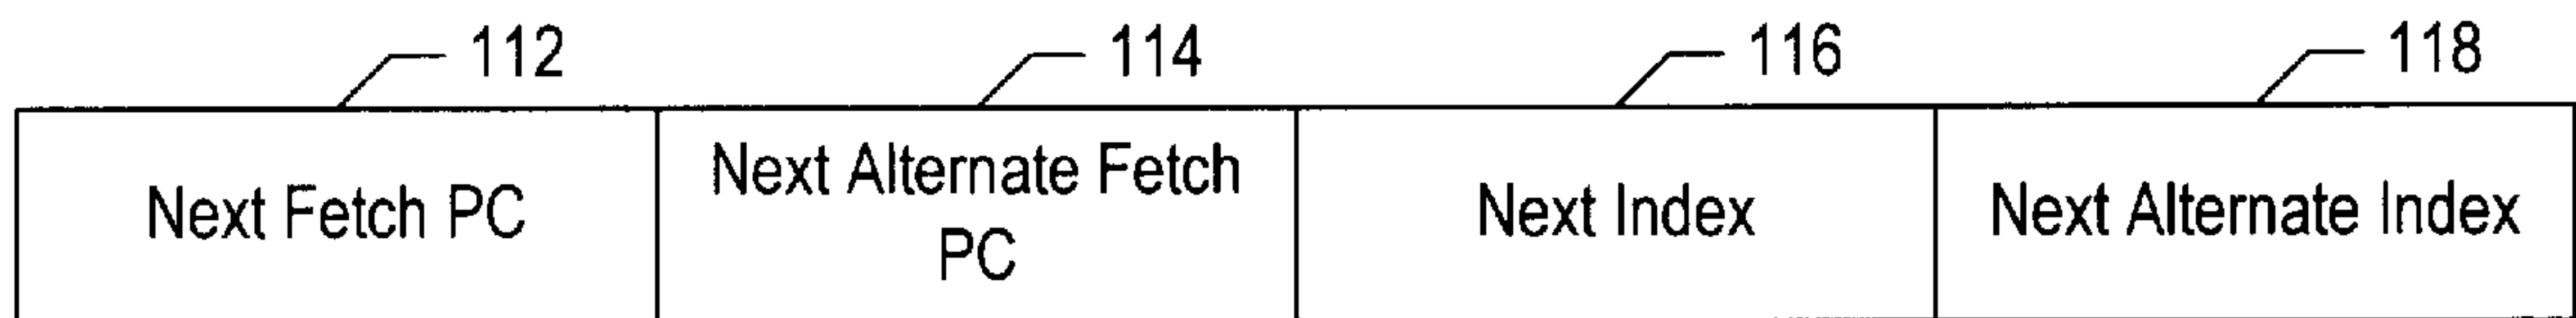 112 114 116 118
Next Fetch PC
Next Alternate Fetch
PC
Next Index
Next Alternate Index